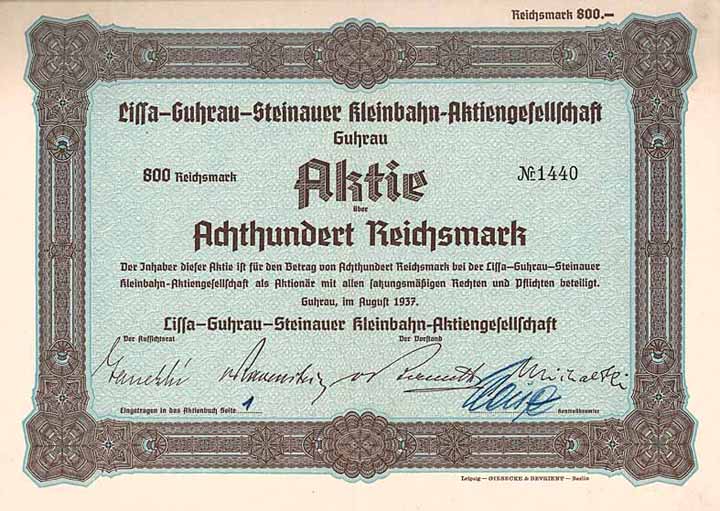 Reichsmark 800.—
Lissa-Guhrau-Steinauer Kleinbahn-Aktiengesellschaft
Guhrau
800 Reichsmark Aktie № 1440
über
Achthundert Reichsmark
Der Inhaber dieser Aktie ist für den Betrag von Achthundert Reichsmark bei der Lissa-Guhrau-Steinauer
Kleinbahn-Aktiengesellschaft als Aktionär mit allen satzungsmäßigen Rechten und Pflichten beteiligt.
Guhrau, im August 1937.
Lissa-Guhrau-Steinauer Kleinbahn-Aktiengesellschaft
Der Aufsichtsrat Der Vorstand
Eingetragen in das Aktienbuch Seite 1 Kontrollbeamter
Leipzig — GIESECKE & DEVRIENT — Berlin